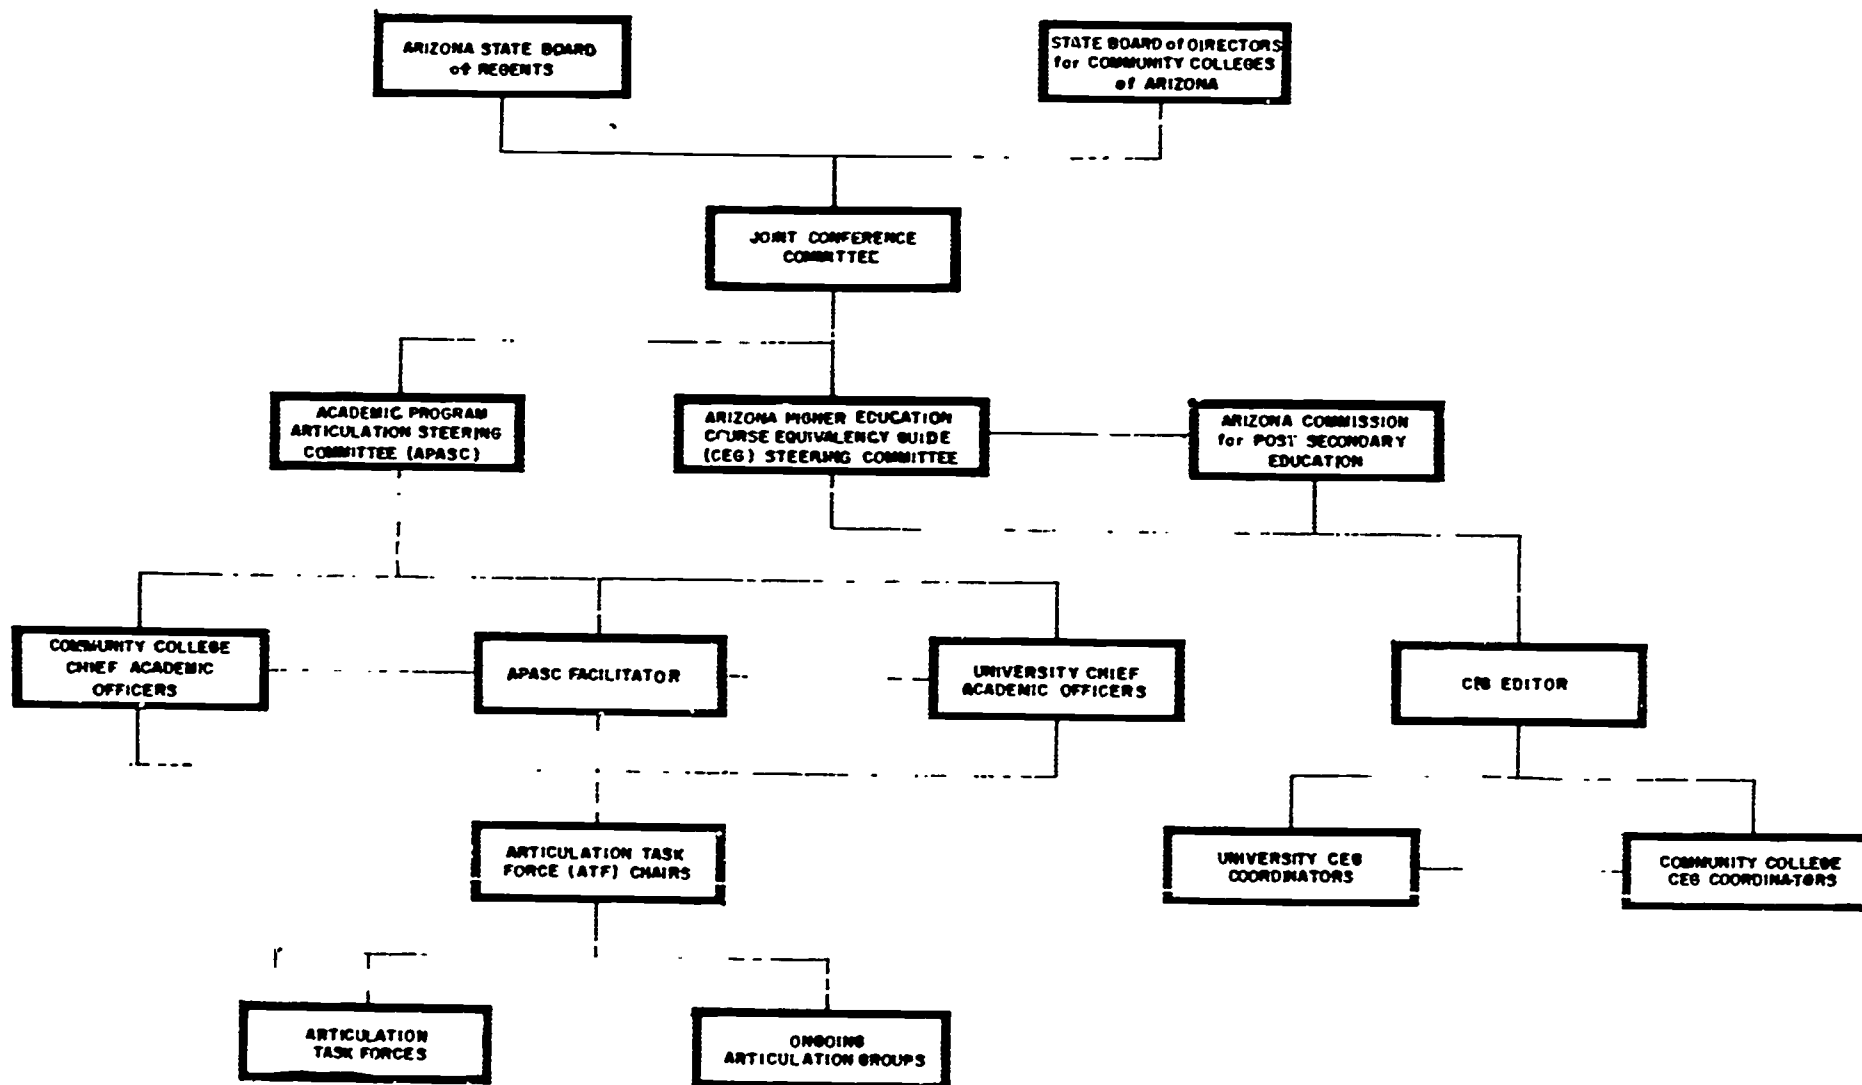 ARIZONA STATE BOARD
of REGENTS
STATE BOARD of DIRECTORS
for COMMUNITY COLLEGES
of ARIZONA
JOINT CONFERENCE
COMMITTEE
ACADEMIC PROGRAM
ARTICULATION STEERING
COMMITTEE (APASC)
ARIZONA HIGHER EDUCATION
COURSE EQUIVALENCY GUIDE
(CEG) STEERING COMMITTEE
ARIZONA COMMISSION
for POST SECONDARY
EDUCATION
COMMUNITY COLLEGE
CHIEF ACADEMIC
OFFICERS
APASC FACILITATOR
UNIVERSITY CHIEF
ACADEMIC OFFICERS
CEG EDITOR
ARTICULATION TASK
FORCE (ATF) CHAIRS
UNIVERSITY CEG
COORDINATORS
COMMUNITY COLLEGE
CEG COORDINATORS
ARTICULATION
TASK FORCES
ONGOING
ARTICULATION GROUPS